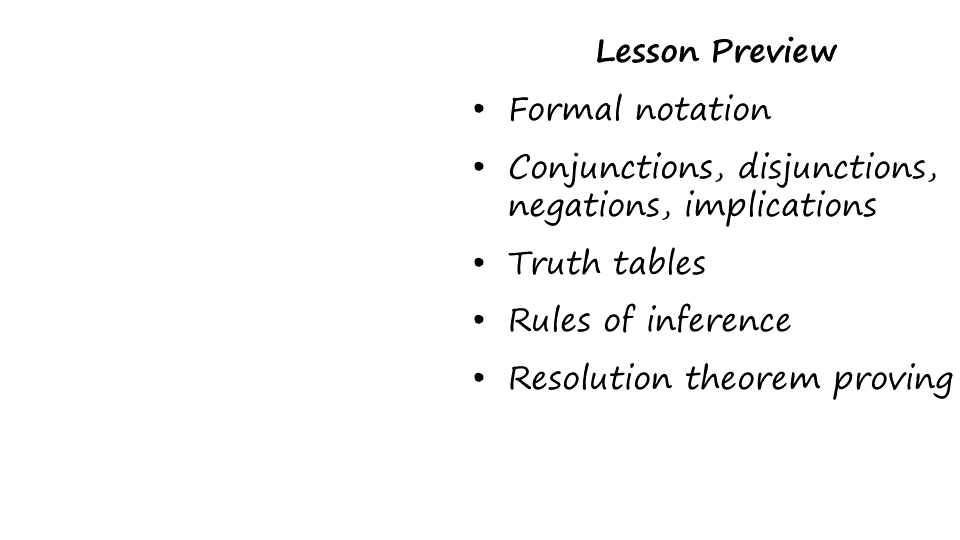 Lesson Preview
• Formal notation
• Conjunctions, disjunctions,
negations, implications
• Truth tables
• Rules of inference
• Resolution theorem proving